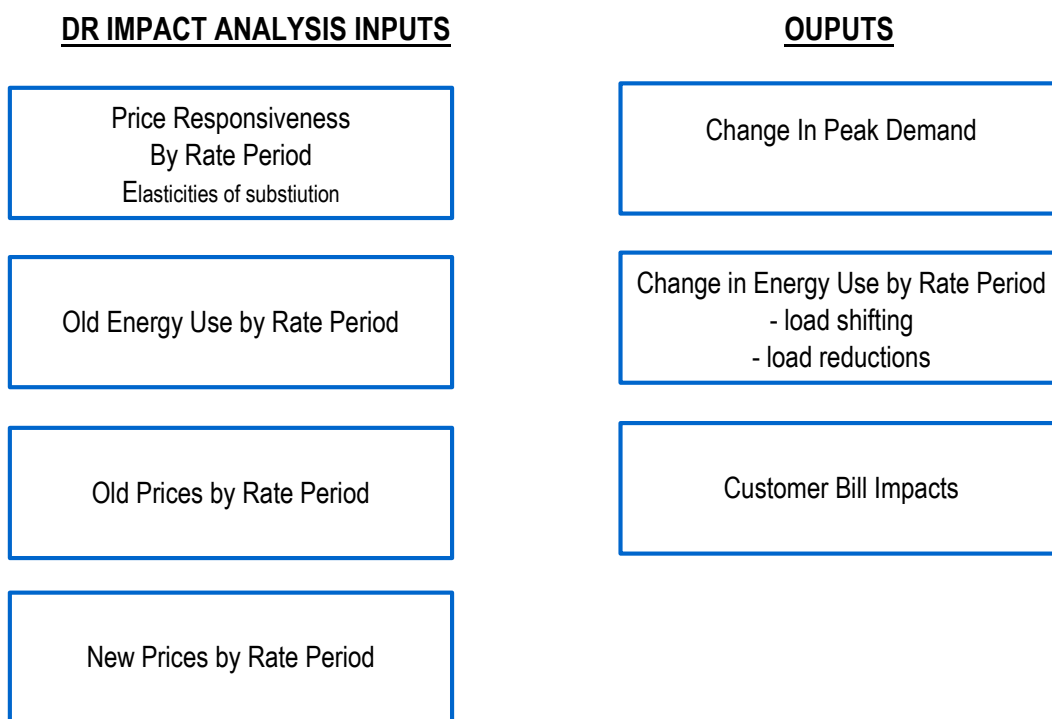 DR IMPACT ANALYSIS INPUTS
Price Responsiveness
By Rate Period
Elasticities of substiution
Old Energy Use by Rate Period
Old Prices by Rate Period
New Prices by Rate Period
OUPUTS
Change In Peak Demand
Change in Energy Use by Rate Period
- load shifting
- load reductions
Customer Bill Impacts